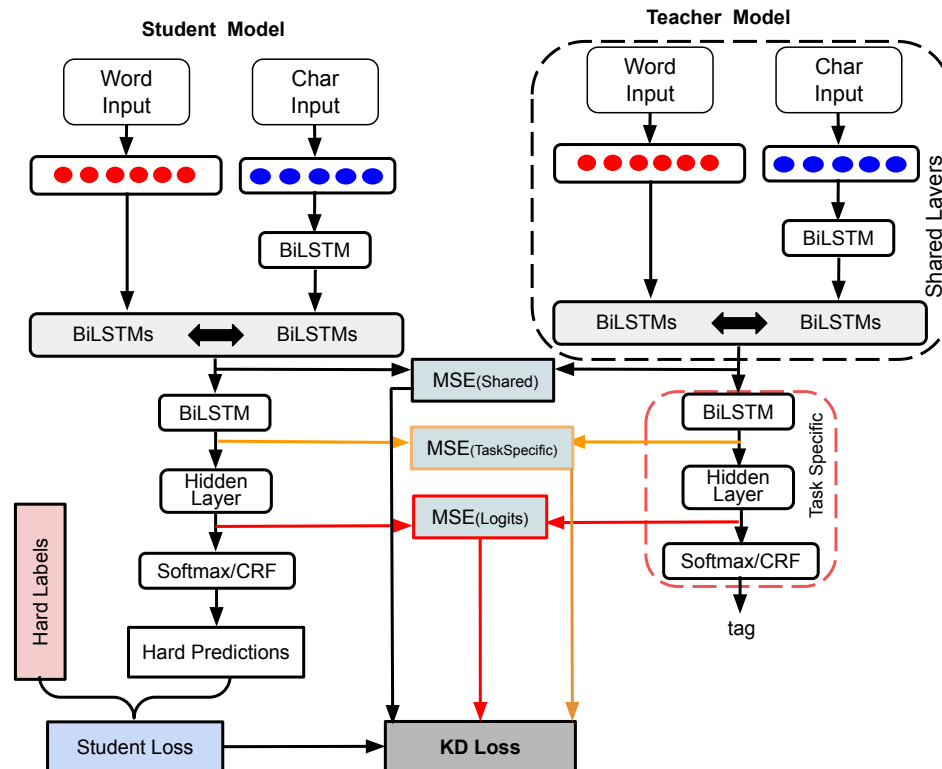 Student Model
Teacher Model
Word
Input
Char
Input
Word
Input
Char
Input
BiLSTM
BiLSTM
Shared Layers
BiLSTMs
BiLSTMs
BiLSTMs
BiLSTMs
MSE(Shared)
BiLSTM
BiLSTM
MSE(TaskSpecific)
Task Specific
Hidden
Layer
Hidden
Layer
MSE(Logits)
Softmax/CRF
Softmax/CRF
Hard Labels
Hard Predictions
tag
Student Loss
KD Loss